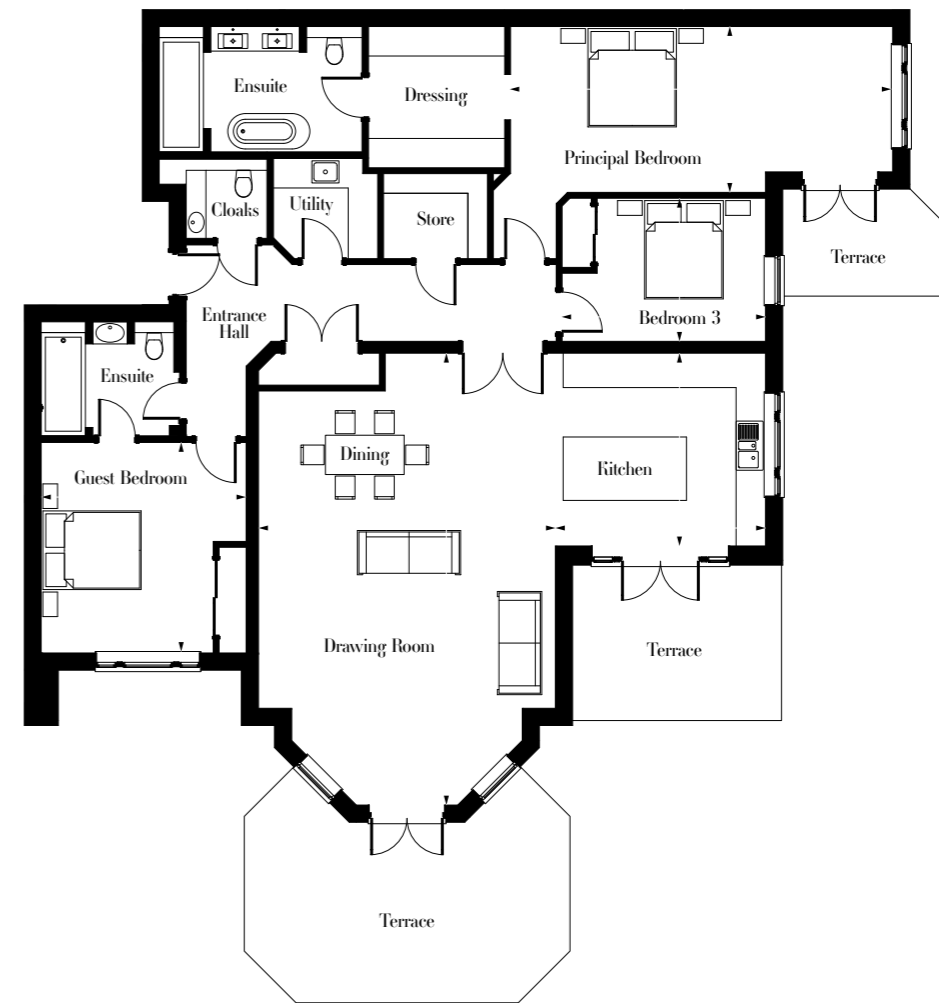 Ensuite
Dressing
Principal Bedroom
Cloaks
Utility
Store
Terrace
Entrance
Hall
Bedroom 3
Ensuite
Dining
Kitchen
Guest Bedroom
Drawing Room
Terrace
Terrace